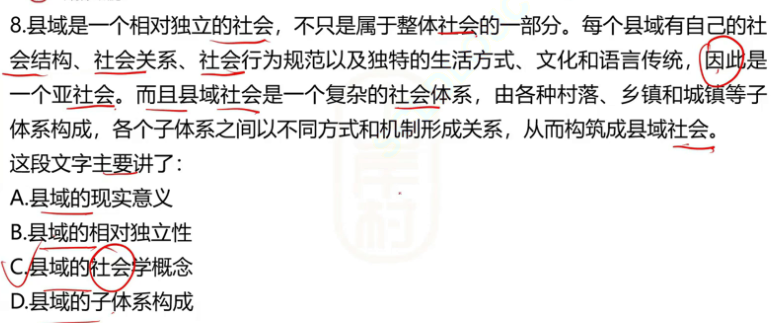 8.县域是一个相对独立的社会，不只是属于整体社会的一部分。每个县域有自己的社
会结构、社会关系、社会行为规范以及独特的生活方式、文化和语言传统，因此是
一个亚社会。而且县域社会是一个复杂的社会体系，由各种村落、乡镇和城镇等子
体系构成，各个子体系之间以不同方式和机制形成关系，从而构筑成县域社会。
这段文字主要讲了：
A.县域的现实意义
B.县域的相对独立性
C.县域的社会学概念
D.县域的子体系构成